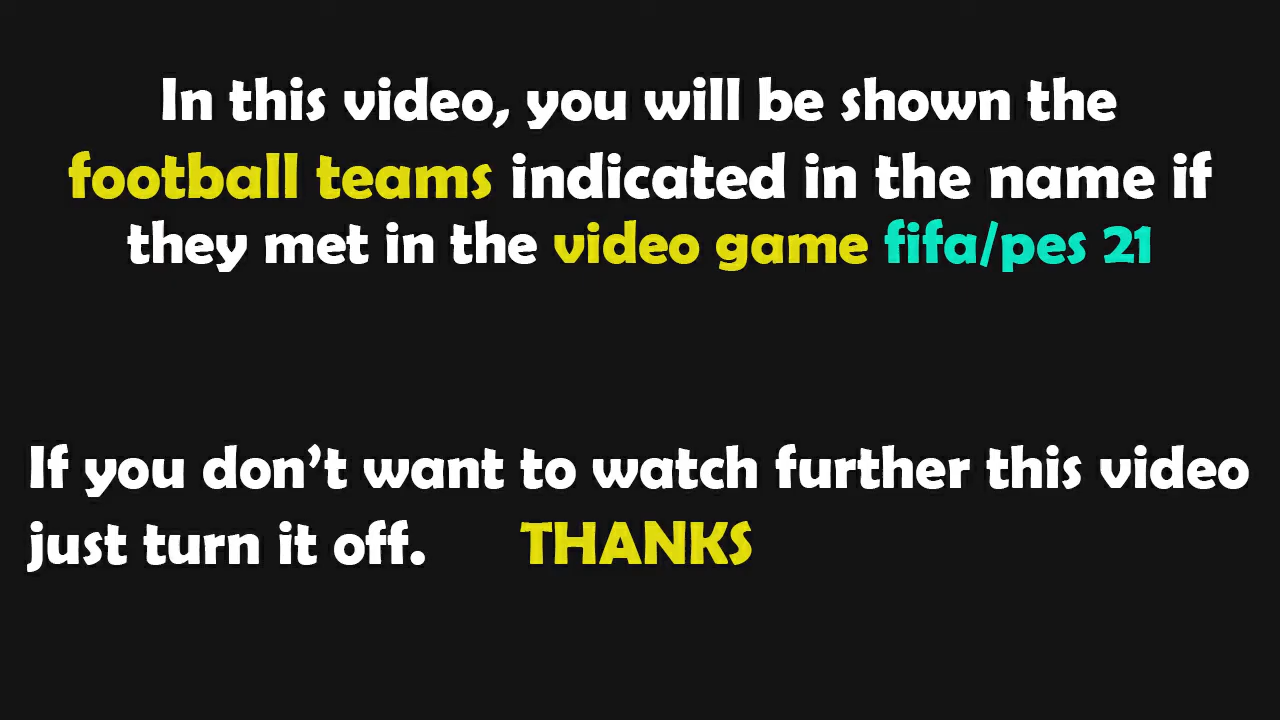 In this video, you will be shown the
football teams indicated in the name if
they met in the video game fifa/pes 21
If you don't want to watch further this video
just turn it off. THANKS